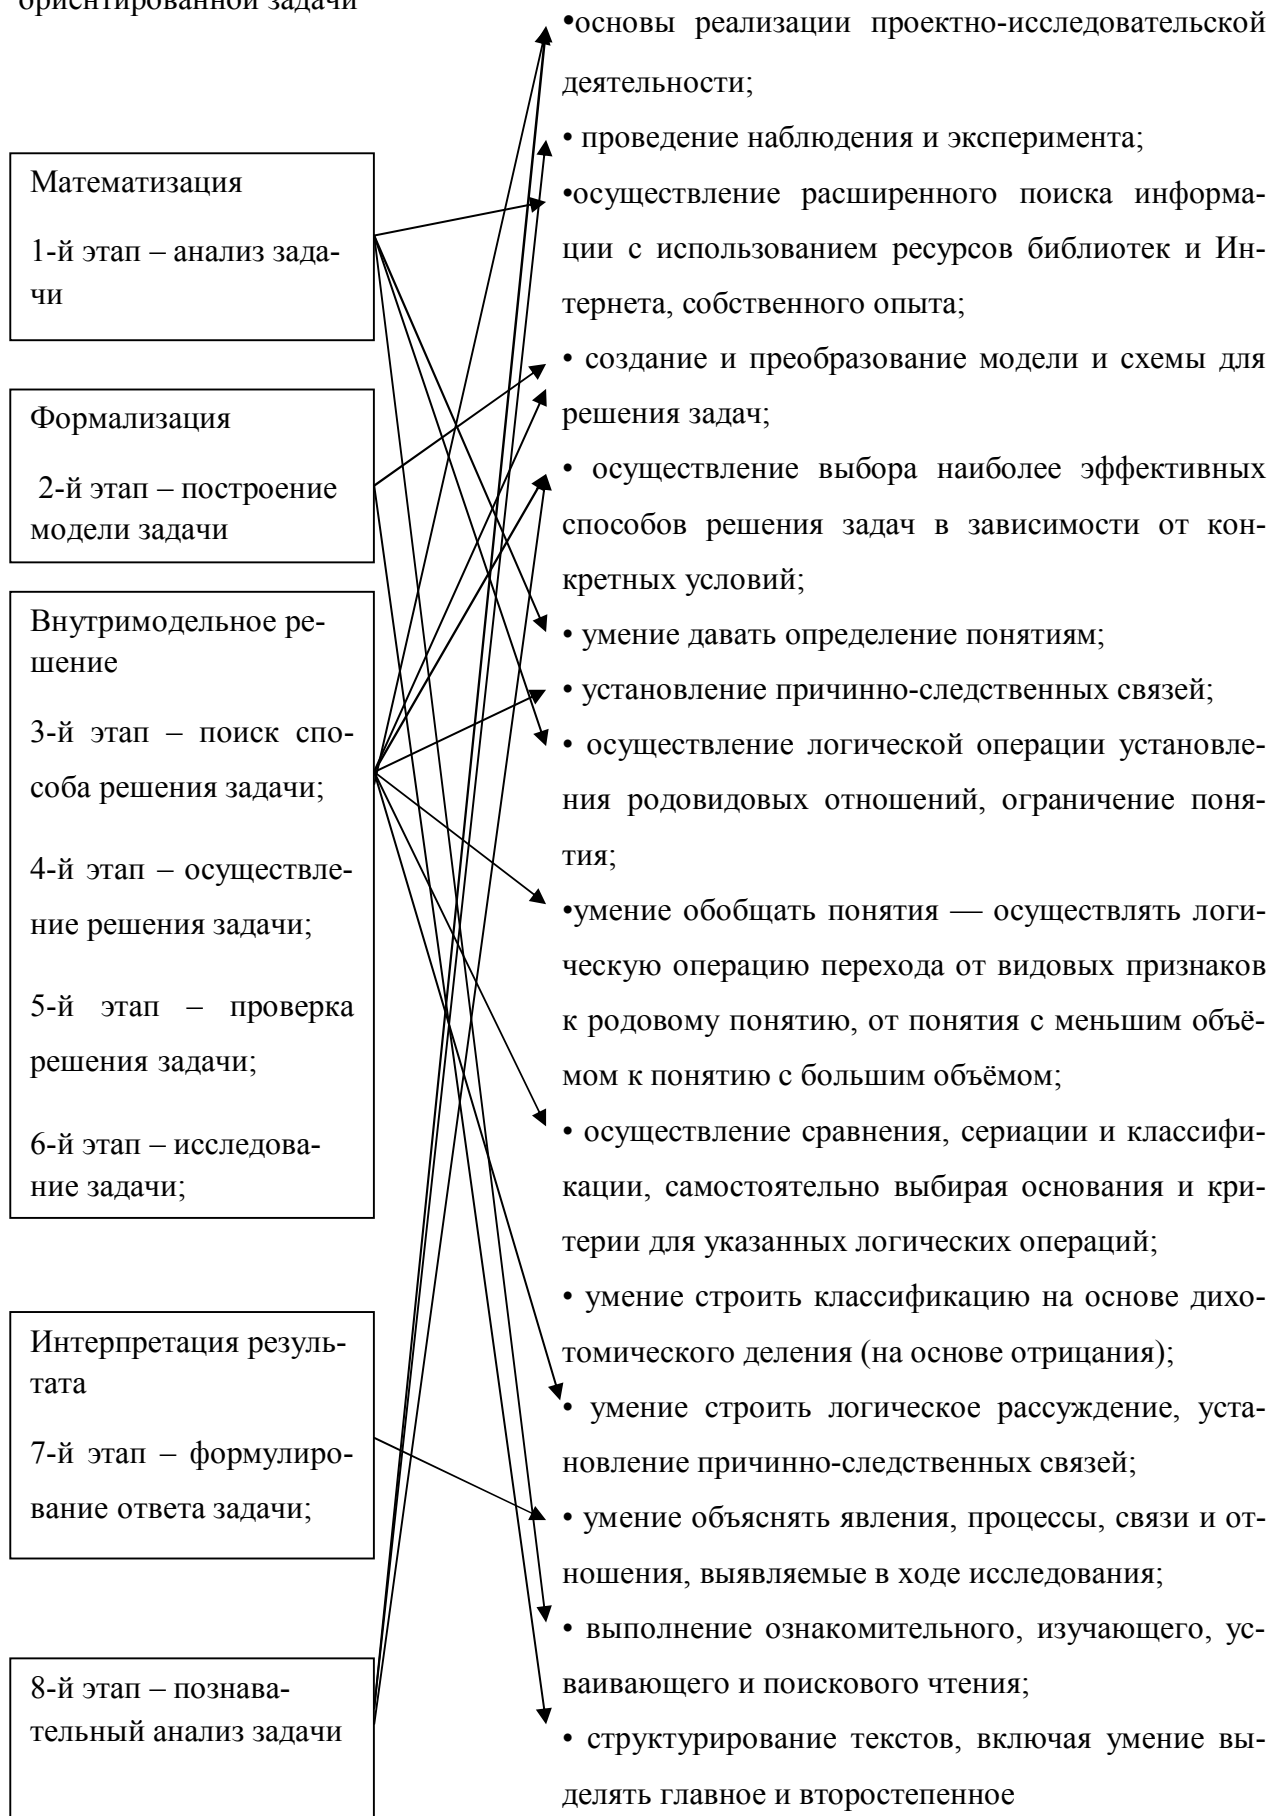 ориентированной задачи
Математизация
1-й этап – анализ зада-
чи
Формализация
2-й этап – построение
модели задачи
Внутримодельное ре-
шение
3-й этап – поиск спо-
соба решения задачи;
4-й этап – осуществле-
ние решения задачи;
5-й этап – проверка
решения задачи;
6-й этап – исследова-
ние задачи;
Интерпретация резуль-
тата
7-й этап – формулиро-
вание ответа задачи;
8-й этап – познава-
тельный анализ задачи
•основы реализации проектно-исследовательской
деятельности;
• проведение наблюдения и эксперимента;
•осуществление расширенного поиска информа-
ции с использованием ресурсов библиотек и Ин-
тернета, собственного опыта;
• создание и преобразование модели и схемы для
решения задач;
• осуществление выбора наиболее эффективных
способов решения задач в зависимости от кон-
кретных условий;
• умение давать определение понятиям;
• установление причинно-следственных связей;
• осуществление логической операции установле-
ния родовидовых отношений, ограничение поня-
тия;
•умение обобщать понятия — осуществлять логи-
ческую операцию перехода от видовых признаков
к родовому понятию, от понятия с меньшим объё-
мом к понятию с большим объёмом;
• осуществление сравнения, сериации и классифи-
кации, самостоятельно выбирая основания и кри-
терии для указанных логических операций;
• умение строить классификацию на основе дихо-
томического деления (на основе отрицания);
• умение строить логическое рассуждение, уста-
новление причинно-следственных связей;
• умение объяснять явления, процессы, связи и от-
ношения, выявляемые в ходе исследования;
• выполнение ознакомительного, изучающего, ус-
ваивающего и поискового чтения;
• структурирование текстов, включая умение вы-
делять главное и второстепенное